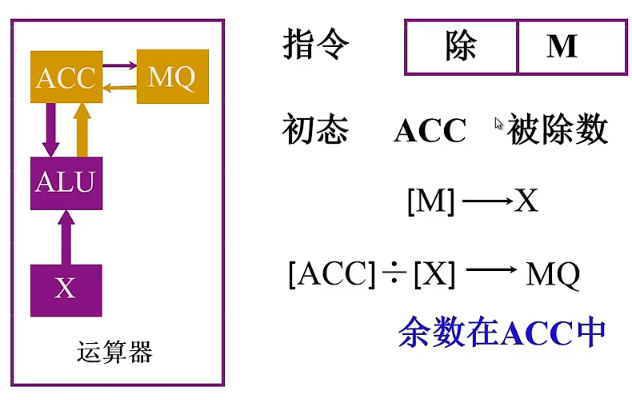 ACC MQ
ALU
X
运算器
指令 除 M
初态 ACC 被除数
[M]→X
[ACC]÷[X]→MQ
余数在ACC中